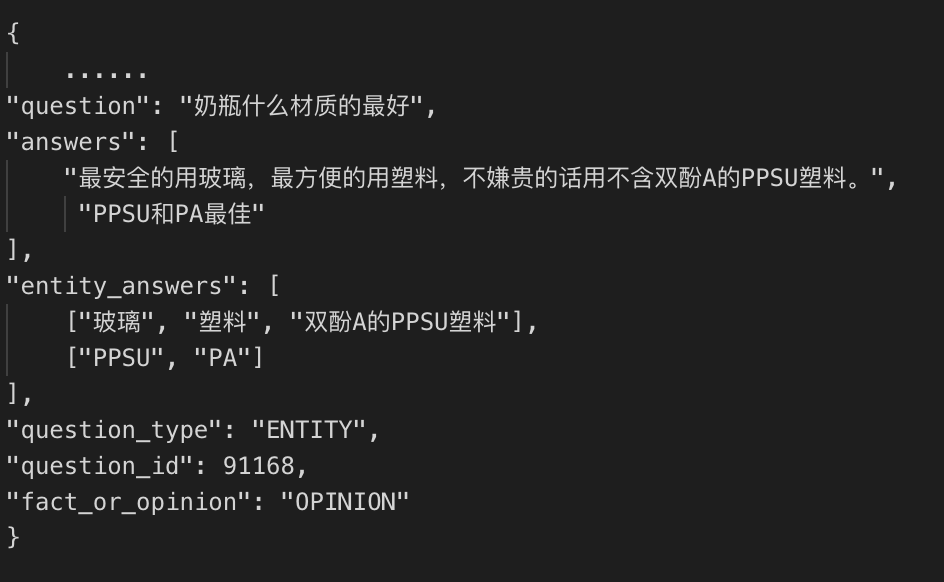 {
......
"question": "奶瓶什么材质的最好",
"answers": [
"最安全的用玻璃，最方便的用塑料，不嫌贵的话用不含双酚A的PPSU塑料。",
"PPSU和PA最佳"
],
"entity_answers": [
["玻璃", "塑料", "双酚A的PPSU塑料"],
["PPSU", "PA"]
],
"question_type": "ENTITY",
"question_id": 91168,
"fact_or_opinion": "OPINION"
}